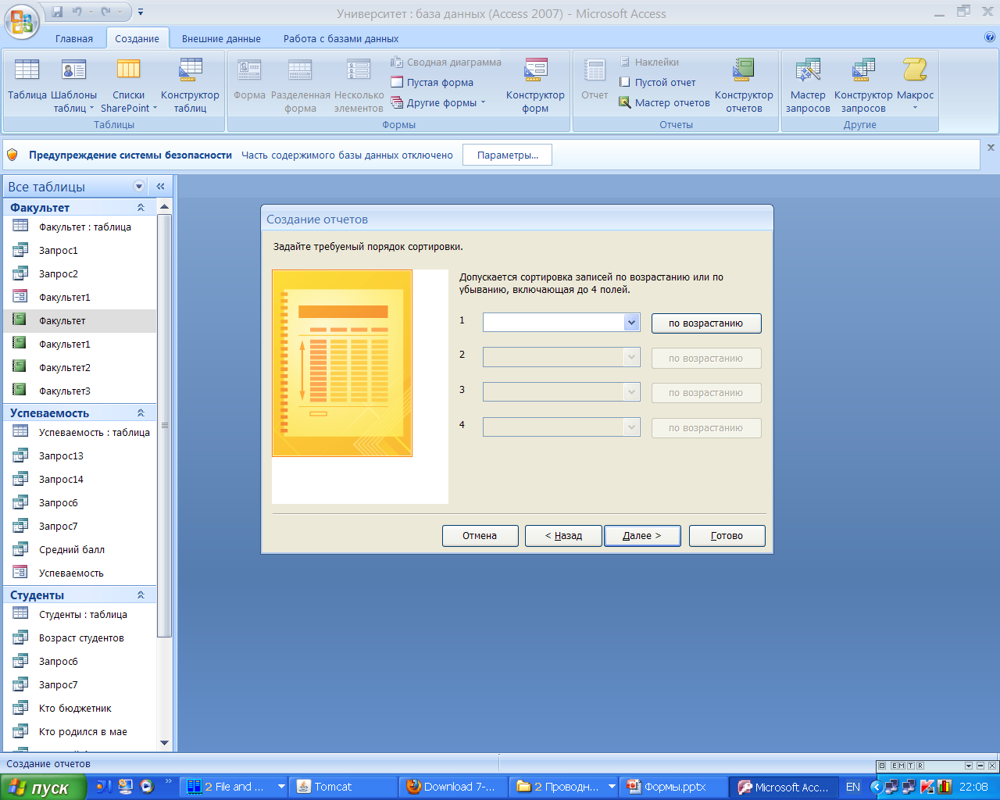 Университет : база данных (Access 2007) - Microsoft Access
Главная
Создание
Внешние данные
Работа с базами данных
Таблица
Шаблоны таблиц
Списки SharePoint
Конструктор таблиц
Таблицы
Форма
Разделенная форма
Несколько элементов
Сводная диаграмма
Пустая форма
Другие формы
Конструктор форм
Формы
Отчет
Наклейки
Пустой отчет
Мастер отчетов
Конструктор отчетов
Отчеты
Мастер запросов
Конструктор запросов
Макрос
Другие
Предупреждение системы безопасности
Часть содержимого базы данных отключено
Параметры...
Все таблицы
Факультет
Факультет : таблица
Запрос1
Запрос2
Факультет1
Факультет
Факультет1
Факультет2
Факультет3
Успеваемость
Успеваемость : таблица
Запрос13
Запрос14
Запрос6
Запрос7
Средний балл
Успеваемость
Студенты
Студенты : таблица
Возраст студентов
Запрос6
Запрос7
Кто бюджетник
Кто родился в мае
Создание отчетов
Задайте требуемый порядок сортировки.
Допускается сортировка записей по возрастанию или по
убыванию, включающая до 4 полей.
1 по возрастанию
2 по возрастанию
3 по возрастанию
4 по возрастанию
Отмена
< Назад
Далее >
Готово
Создание отчетов
EMTR
пуск
2 File and ...
Tomcat
Download 7-...
2 Проводн...
Формы.pptx
Microsoft Acc...
EN
22:08